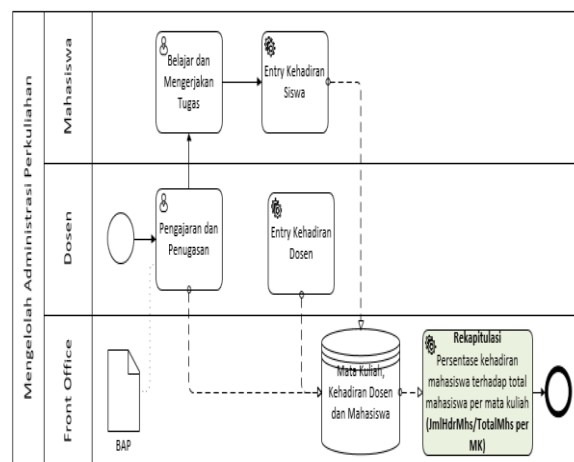 Mengelolah Administrasi Perkuliahan
Mahasiswa
Belajar dan
Mengerjakan
Tugas
Entry Kehadiran
Siswa
Dosen
Pengajaran dan
Penugasan
Entry Kehadiran
Dosen
Front Office
BAP
Mata Kuliah,
Kehadiran Dosen
dan Mahasiswa
Rekapitulasi
Persentase kehadiran
mahasiswa terhadap total
mahasiswa per mata kuliah
(JmlHdrMhs/TotalMhs per
MK)